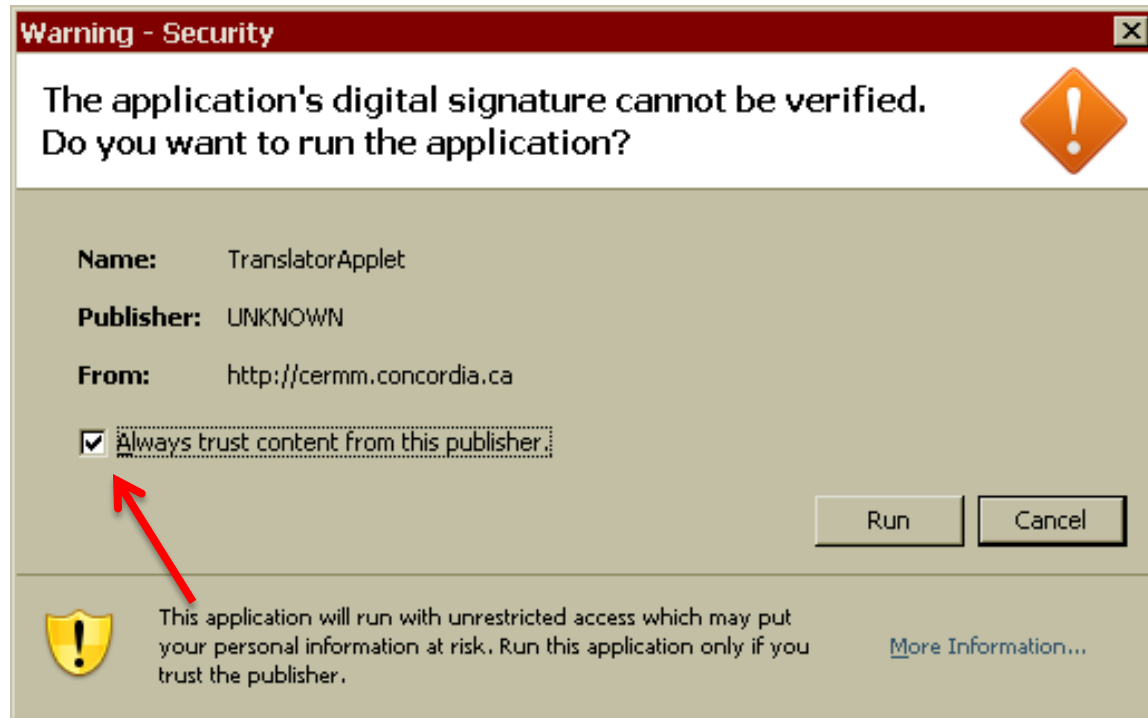 Warning - Security
The application's digital signature cannot be verified.
Do you want to run the application?
Name: TranslatorApplet
Publisher: UNKNOWN
From: http://cermm.concordia.ca
Always trust content from this publisher.
Run Cancel
This application will run with unrestricted access which may put
your personal information at risk. Run this application only if you
trust the publisher.
More Information...